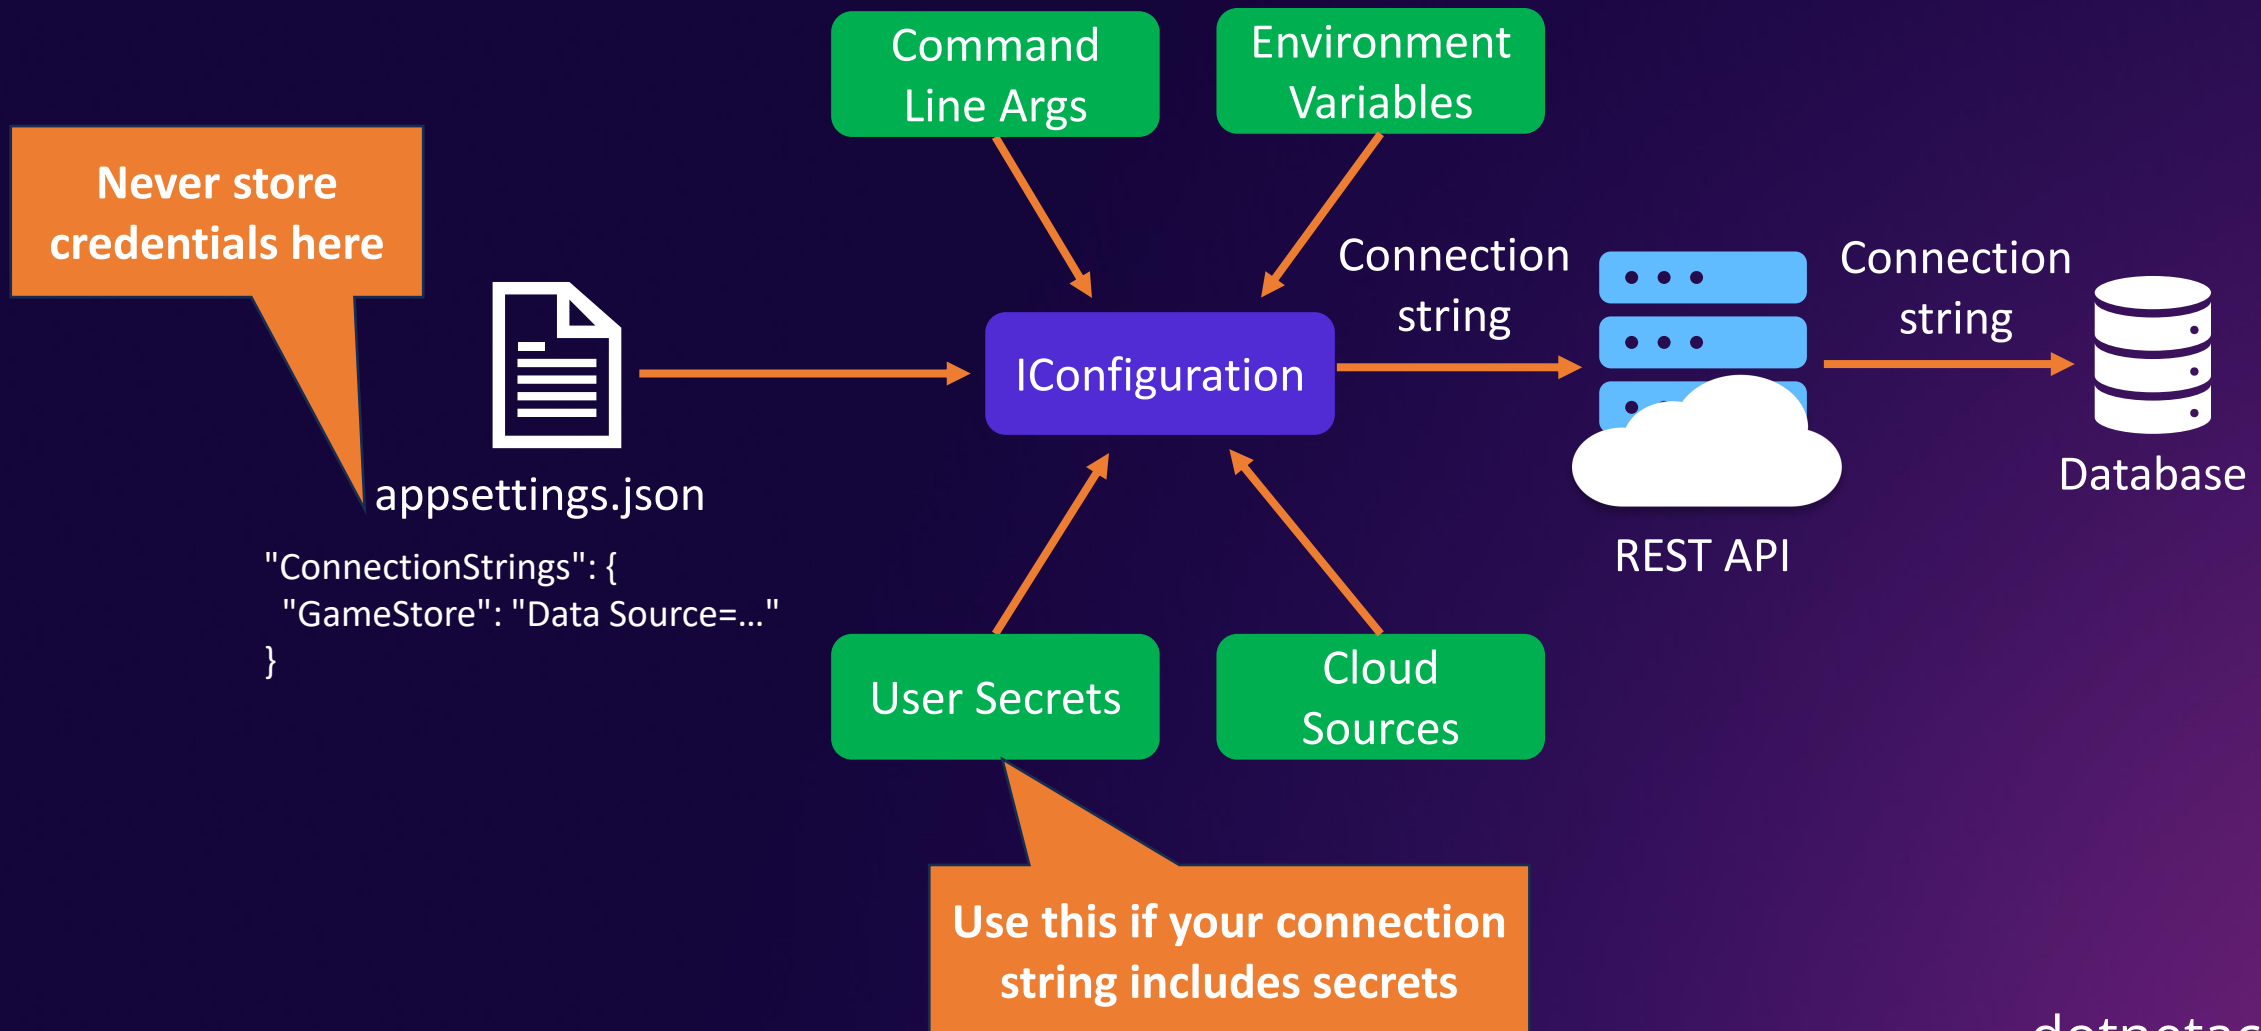 Command
Line Args
Environment
Variables
Never store
credentials here
Connection
string
Connection
string
IConfiguration
appsettings.json
Database
"ConnectionStrings": {
"GameStore": "Data Source=..."
}
REST API
User Secrets
Cloud
Sources
Use this if your connection
string includes secrets